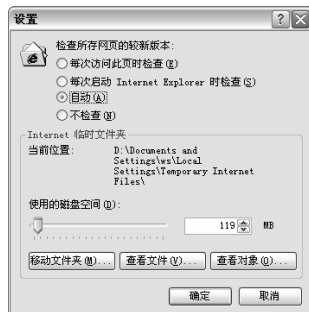 设置
检查所存网页的较新版本:
每次访问此页时检查(E)
每次启动 Internet Explorer 时检查(S)
自动(A)
不检查(N)
Internet 临时文件夹
当前位置: D:\Documents and
Settings\ws\Local
Settings\Temporary Internet
Files\
使用的磁盘空间(D):
119 MB
移动文件夹(M)... 查看文件(V)... 查看对象(O)...
确定 取消